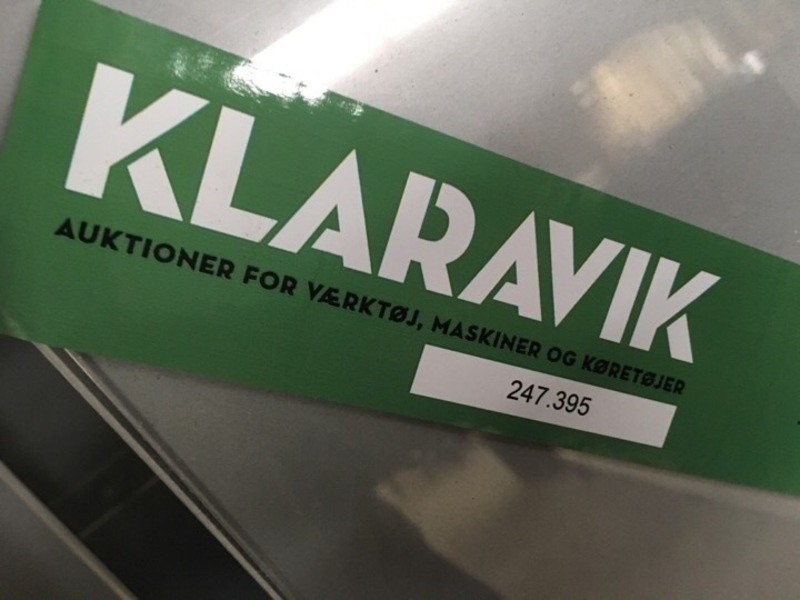 KLARAVIK
AUKTIONER FOR VÆRKTØJ, MASKINER OG KØRETØJER
247.395